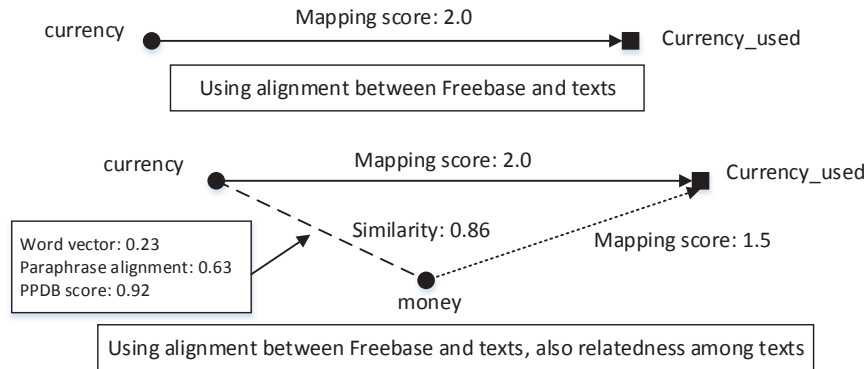 Mapping score: 2.0
currency
Currency_used
Using alignment between Freebase and texts
currency
Mapping score: 2.0
Currency_used
Word vector: 0.23
Paraphrase alignment: 0.63
PPDB score: 0.92
Similarity: 0.86
Mapping score: 1.5
money
Using alignment between Freebase and texts, also relatedness among texts